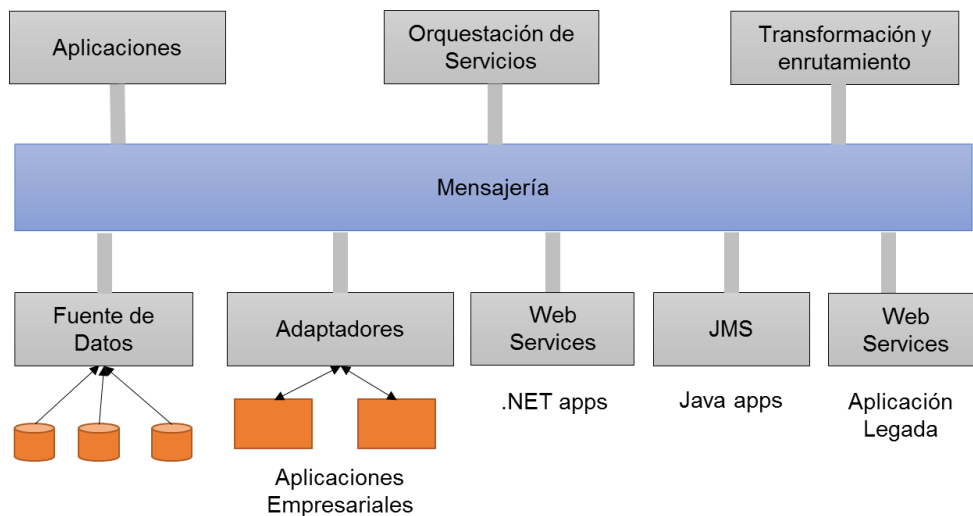 Aplicaciones
Orquestación de
Servicios
Transformación y
enrutamiento
Mensajería
Fuente de
Datos
Adaptadores
Web
Services
JMS
Web
Services
.NET apps
Java apps
Aplicación
Legada
Aplicaciones
Empresariales